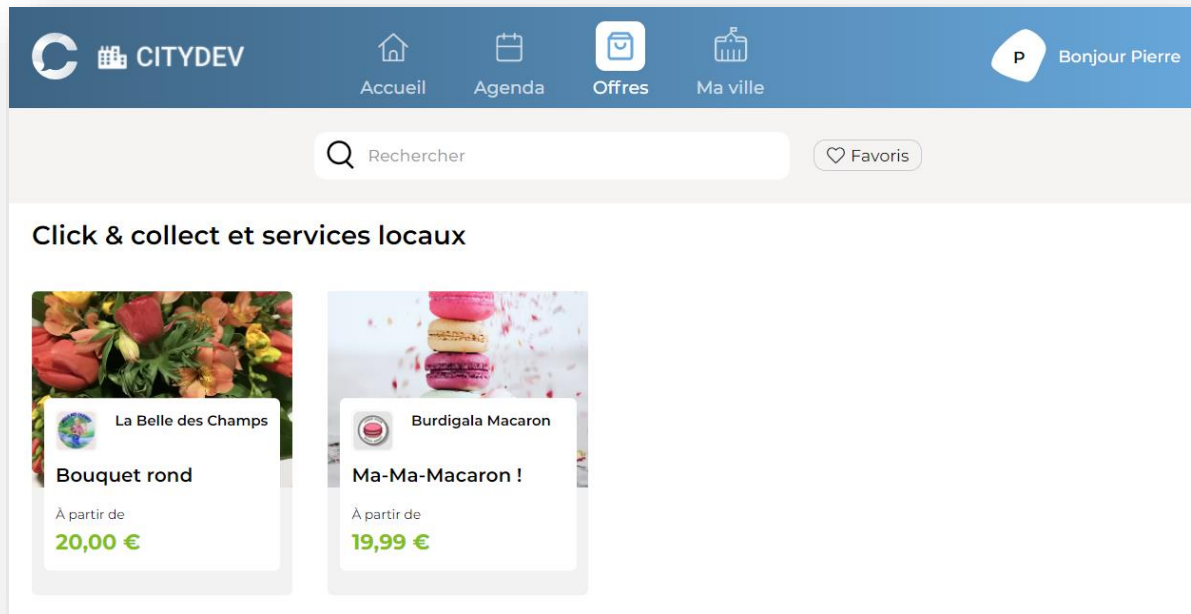 CITYDEV
Accueil
Agenda
Offres
Ma ville
P
Bonjour Pierre
Rechercher
Favoris
Click & collect et services locaux
La Belle des Champs
Bouquet rond
À partir de
20,00 €
Burdigala Macaron
Ma-Ma-Macaron !
À partir de
19,99 €